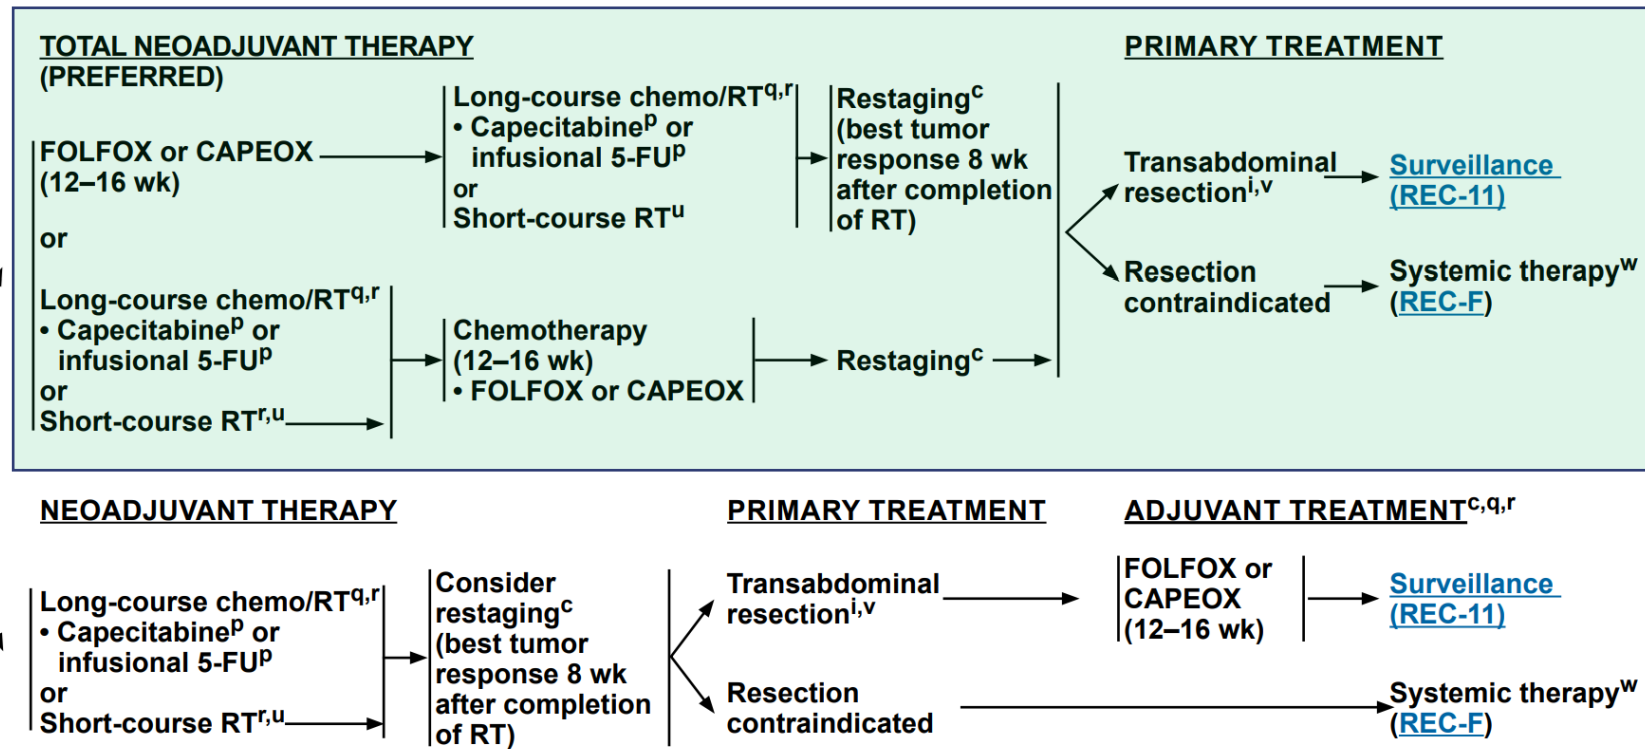 TOTAL NEOADJUVANT THERAPY
(PREFERRED)
FOLFOX or CAPEOX
(12–16 wk)
or
Long-course chemo/RTq,r
• Capecitabinep or
infusional 5-FUp
or
Short-course RTr,u
Long-course chemo/RTq,r
• Capecitabinep or
infusional 5-FUp
or
Short-course RTu
Chemotherapy
(12–16 wk)
• FOLFOX or CAPEOX
Restagingc
(best tumor
response 8 wk
after completion
of RT)
Restagingc
PRIMARY TREATMENT
Transabdominal
resectioni,v
Surveillance
(REC-11)
Resection
contraindicated
Systemic therapyw
(REC-F)
NEOADJUVANT THERAPY
Long-course chemo/RTq,r
• Capecitabinep or
infusional 5-FUp
or
Short-course RTr,u
Consider
restagingc
(best tumor
response 8 wk
after completion
of RT)
PRIMARY TREATMENT
Transabdominal
resectioni,v
Resection
contraindicated
ADJUVANT TREATMENTc,q,r
FOLFOX or
CAPEOX
(12–16 wk)
Surveillance
(REC-11)
Systemic therapyw
(REC-F)